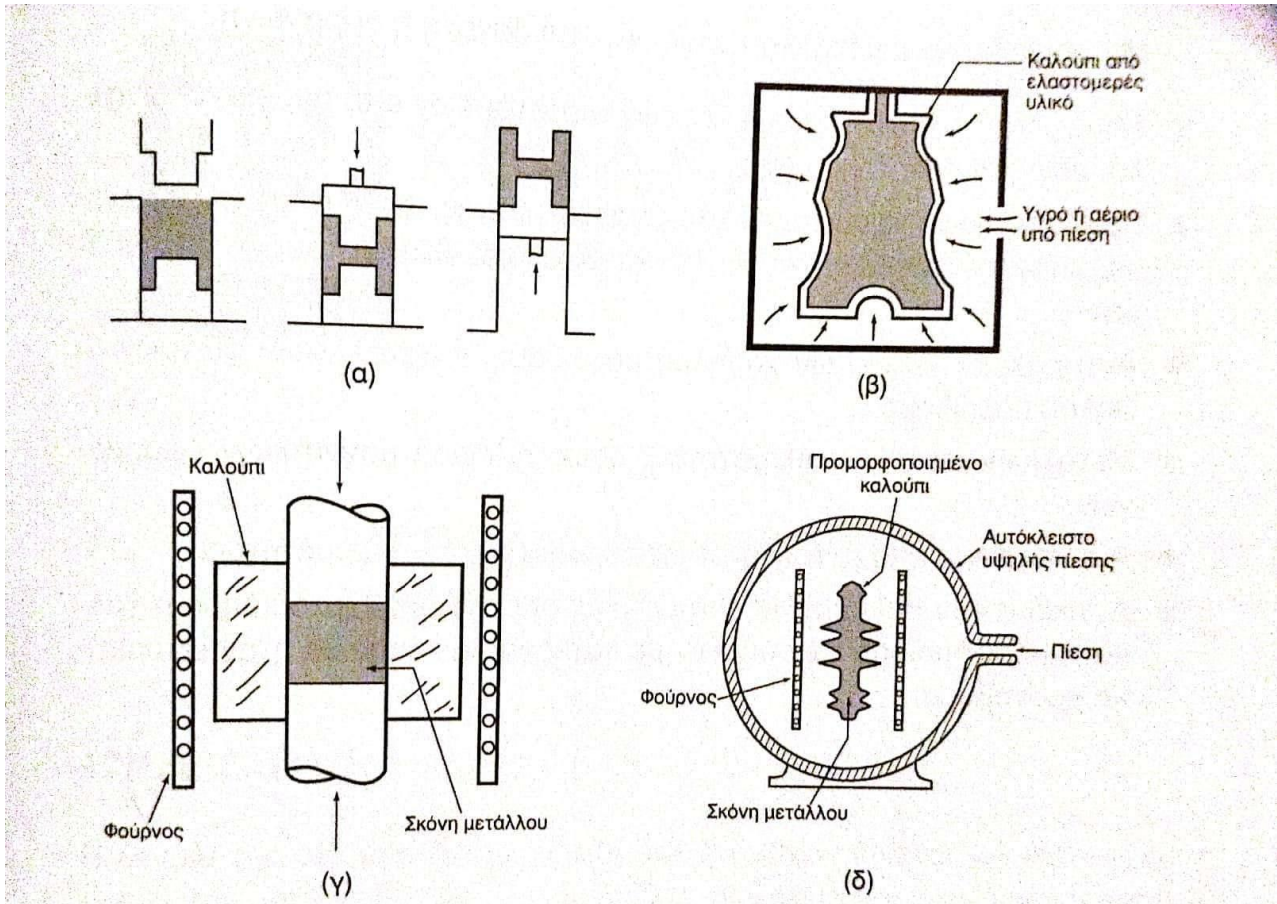 Καλούπι από
ελαστομερές
υλικό
Υγρό ή αέριο
υπό πίεση
(α)
(β)
Καλούπι
Φούρνος
Σκόνη μετάλλου
(γ)
Προμορφοποιημένο
καλούπι
Αυτόκλειστο
υψηλής πίεσης
Πίεση
Φούρνος
Σκόνη μετάλλου
(δ)